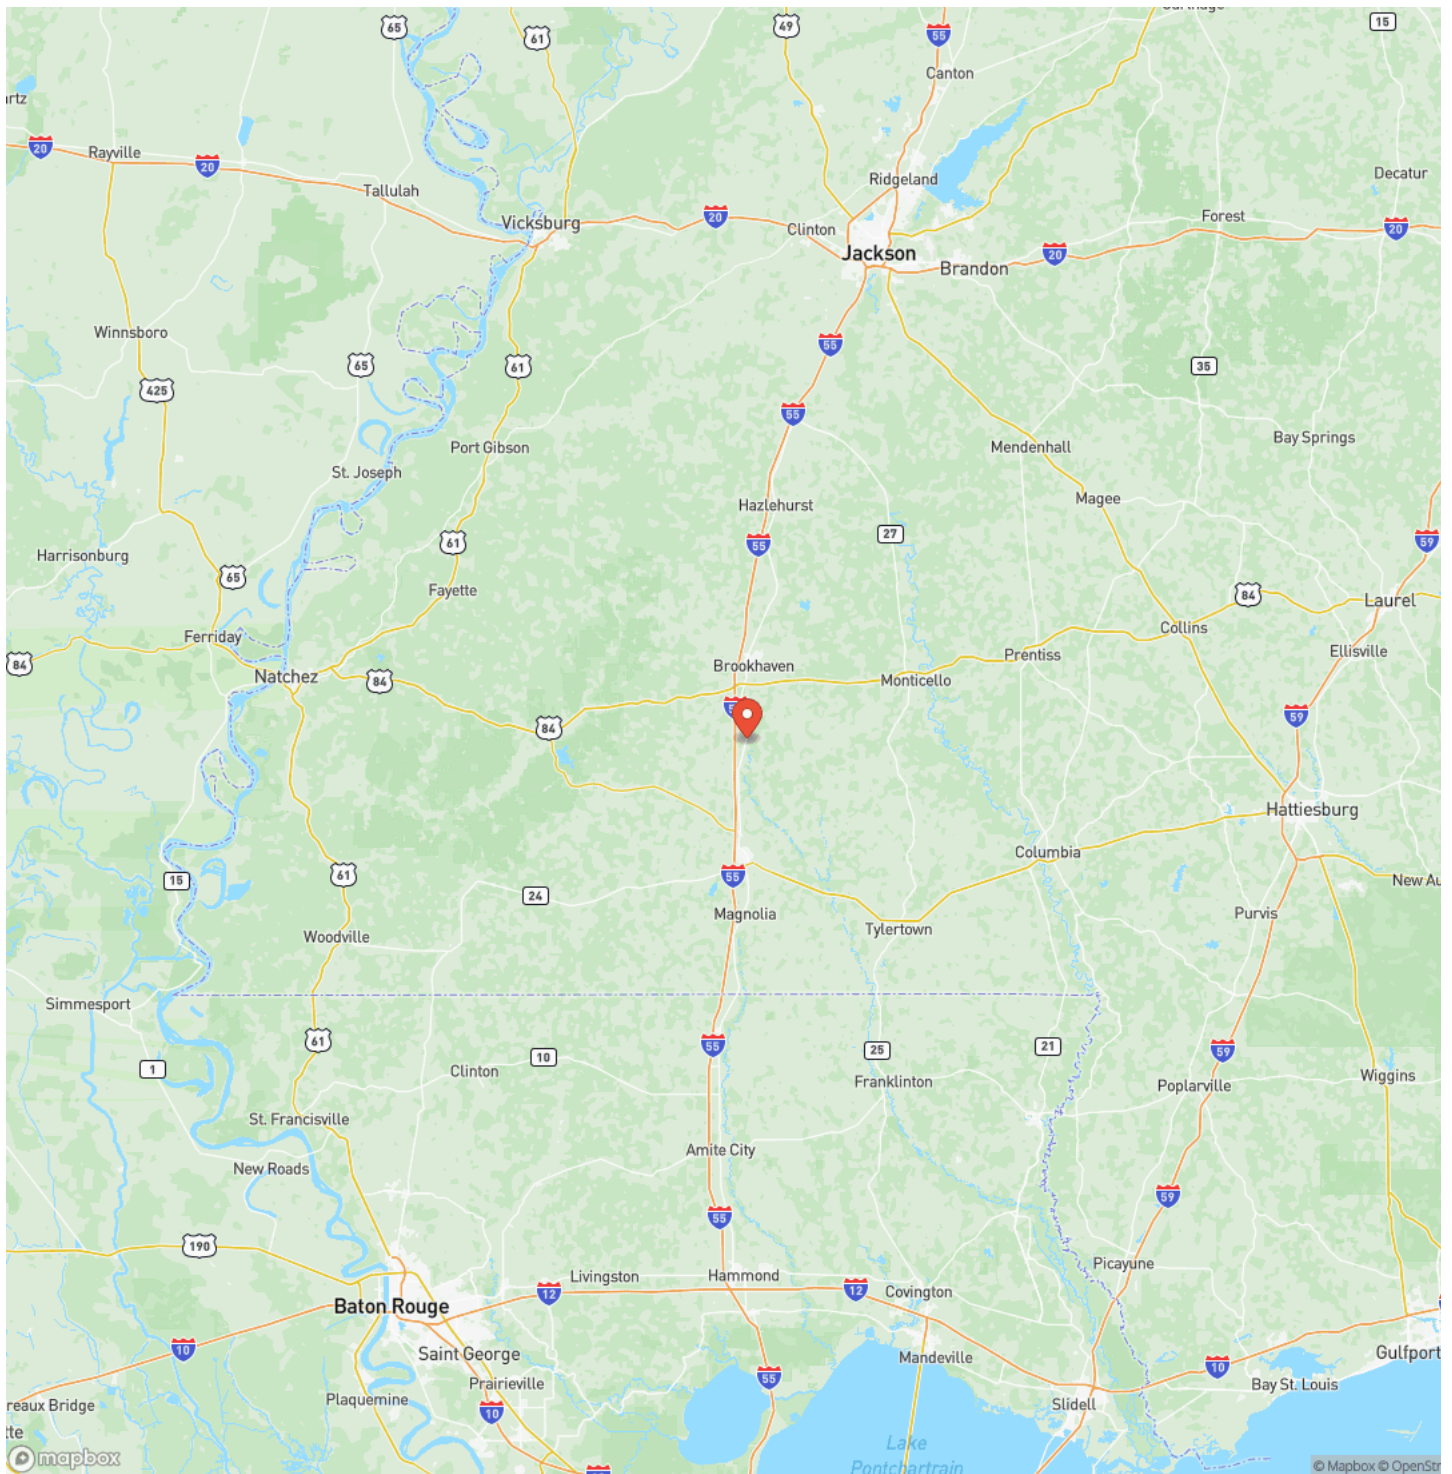 65
61
49
Carthage
55
15
Canton
artz
20
Rayville
20
Tallulah
Ridgeland
Decatur
Vicksburg
20
Clinton
Forest
20
Jackson
20
Brandon
Winnsboro
55
65
61
35
425
55
Port Gibson
Mendenhall
Bay Springs
St. Joseph
Magee
Hazlehurst
27
61
55
59
Harrisonburg
65
Fayette
84
Laurel
Ferriday
Collins
84
Brookhaven
Prentiss
Ellisville
Natchez
84
Monticello
84
59
Hattiesburg
Columbia
15
61
55
New Au
24
Magnolia
Purvis
Woodville
Tylertown
Simmesport
61
55
25
21
59
1
10
Clinton
Franklinton
Poplarville
Wiggins
St. Francisville
Amite City
New Roads
59
55
190
Picayune
Livingston
Hammond
12
12
Covington
Baton Rouge
10
Saint George
Mandeville
Gulfport
10
55
Prairieville
Bay St. Louis
Plaquemine
reaux Bridge
10
Slidell
tte
Lake
Pontchartrain
mapbox
© Mapbox © OpenStr